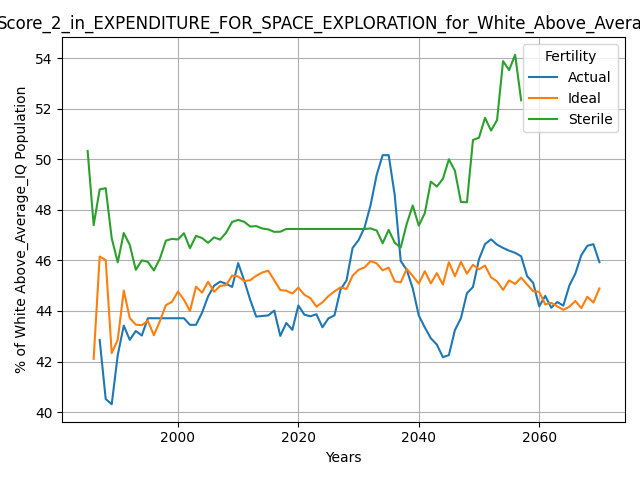 Score_2_in_EXPENDITURE_FOR_SPACE_EXPLORATION_for_White_Above_Avera
% of White Above_Average_IQ Population
54
52
50
48
46
44
42
40
Fertility
Actual
Ideal
Sterile
2000 2020 2040 2060
Years